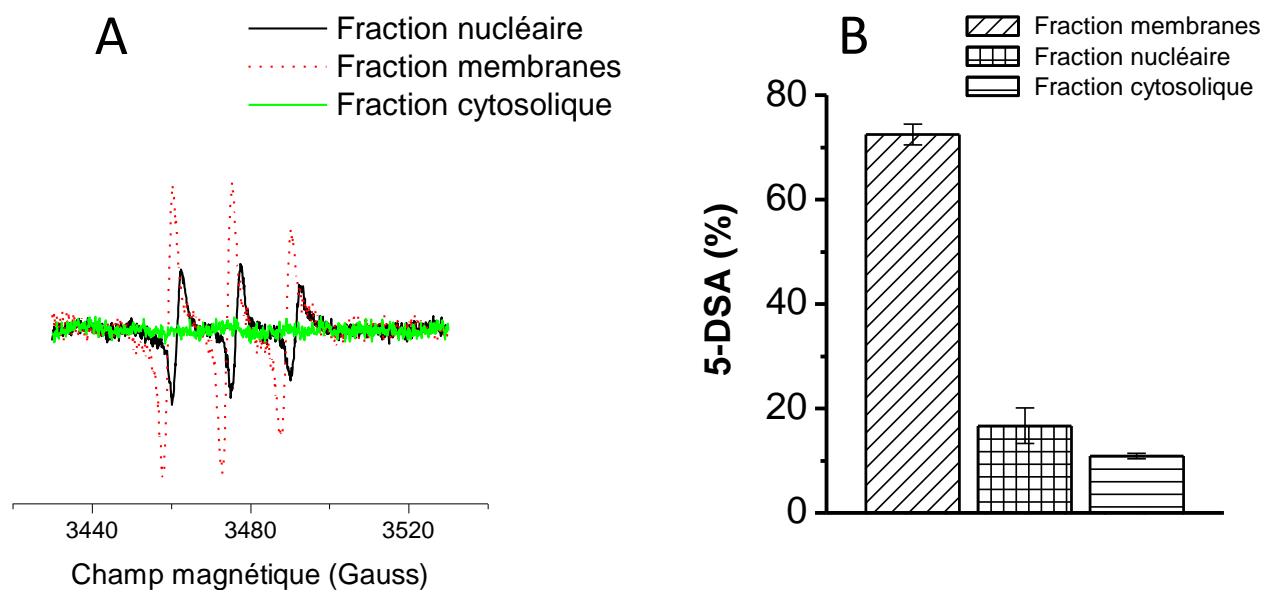 A
Fraction nucléaire
Fraction membranes
Fraction cytosolique
3440 3480 3520
Champ magnétique (Gauss)
B
Fraction membranes
Fraction nucléaire
Fraction cytosolique
80
60
40
20
0
5-DSA (%)